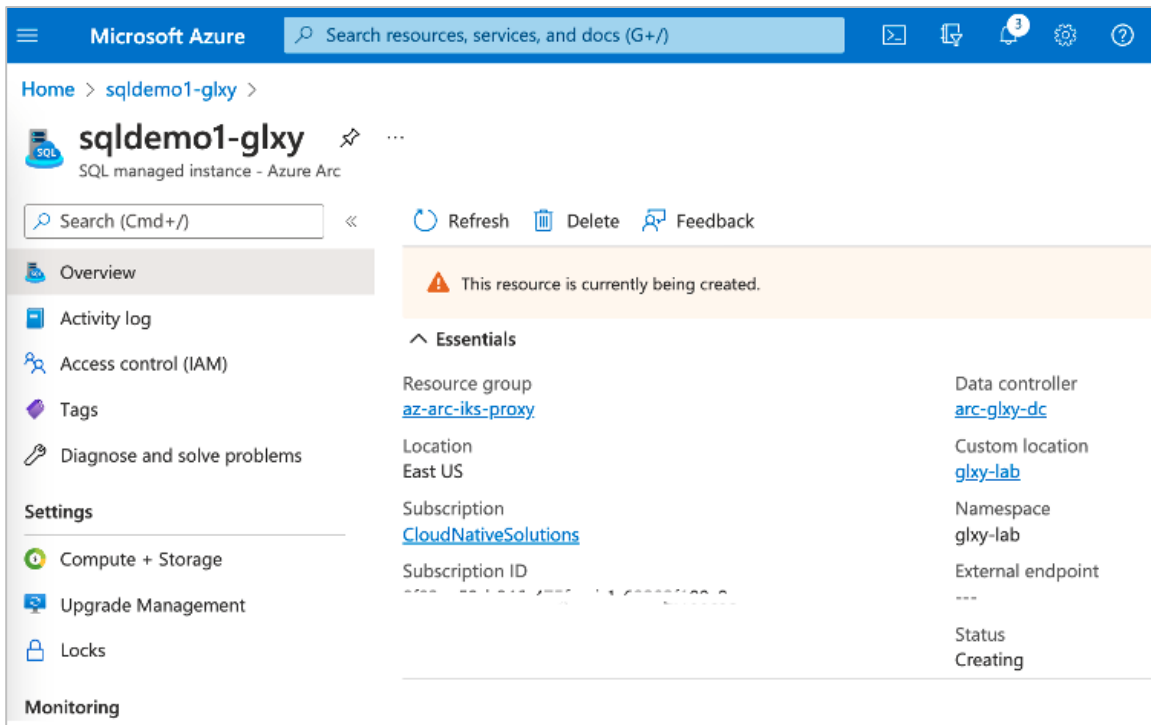 Microsoft Azure
Search resources, services, and docs (G+/)
3
Home > sqldemo1-glxy >
sqldemo1-glxy
...
SQL
SQL managed instance - Azure Arc
Search (Cmd+/)
«
Refresh
Delete
Feedback
Overview
Activity log
Access control (IAM)
Tags
Diagnose and solve problems
Settings
Compute + Storage
Upgrade Management
Locks
Monitoring
This resource is currently being created.
Essentials
Resource group
az-arc-iks-proxy
Location
East US
Subscription
CloudNativeSolutions
Subscription ID
Data controller
arc-glxy-dc
Custom location
glxy-lab
Namespace
glxy-lab
External endpoint
---
Status
Creating